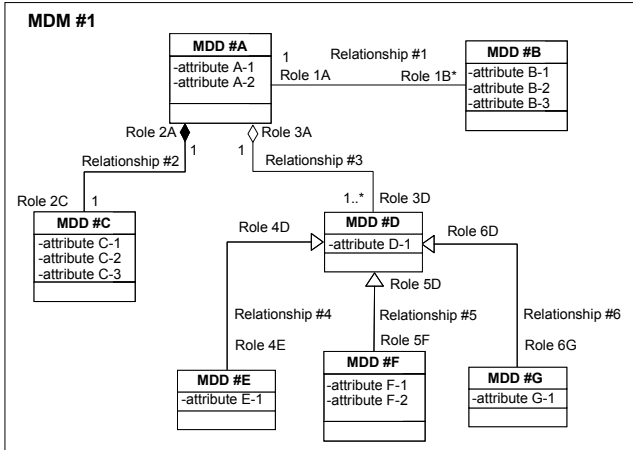 MDM #1
MDD #A
-attribute A-1
-attribute A-2
1
Relationship #1
Role 1A
Role 1B*
MDD #B
-attribute B-1
-attribute B-2
-attribute B-3
Role 2A
1
Role 3A
1
Relationship #2
Relationship #3
Role 2C
1
1..*
Role 3D
MDD #C
-attribute C-1
-attribute C-2
-attribute C-3
MDD #D
-attribute D-1
Role 4D
Role 6D
Role 5D
Relationship #4
Relationship #5
Relationship #6
Role 4E
Role 5F
Role 6G
MDD #E
-attribute E-1
MDD #F
-attribute F-1
-attribute F-2
MDD #G
-attribute G-1